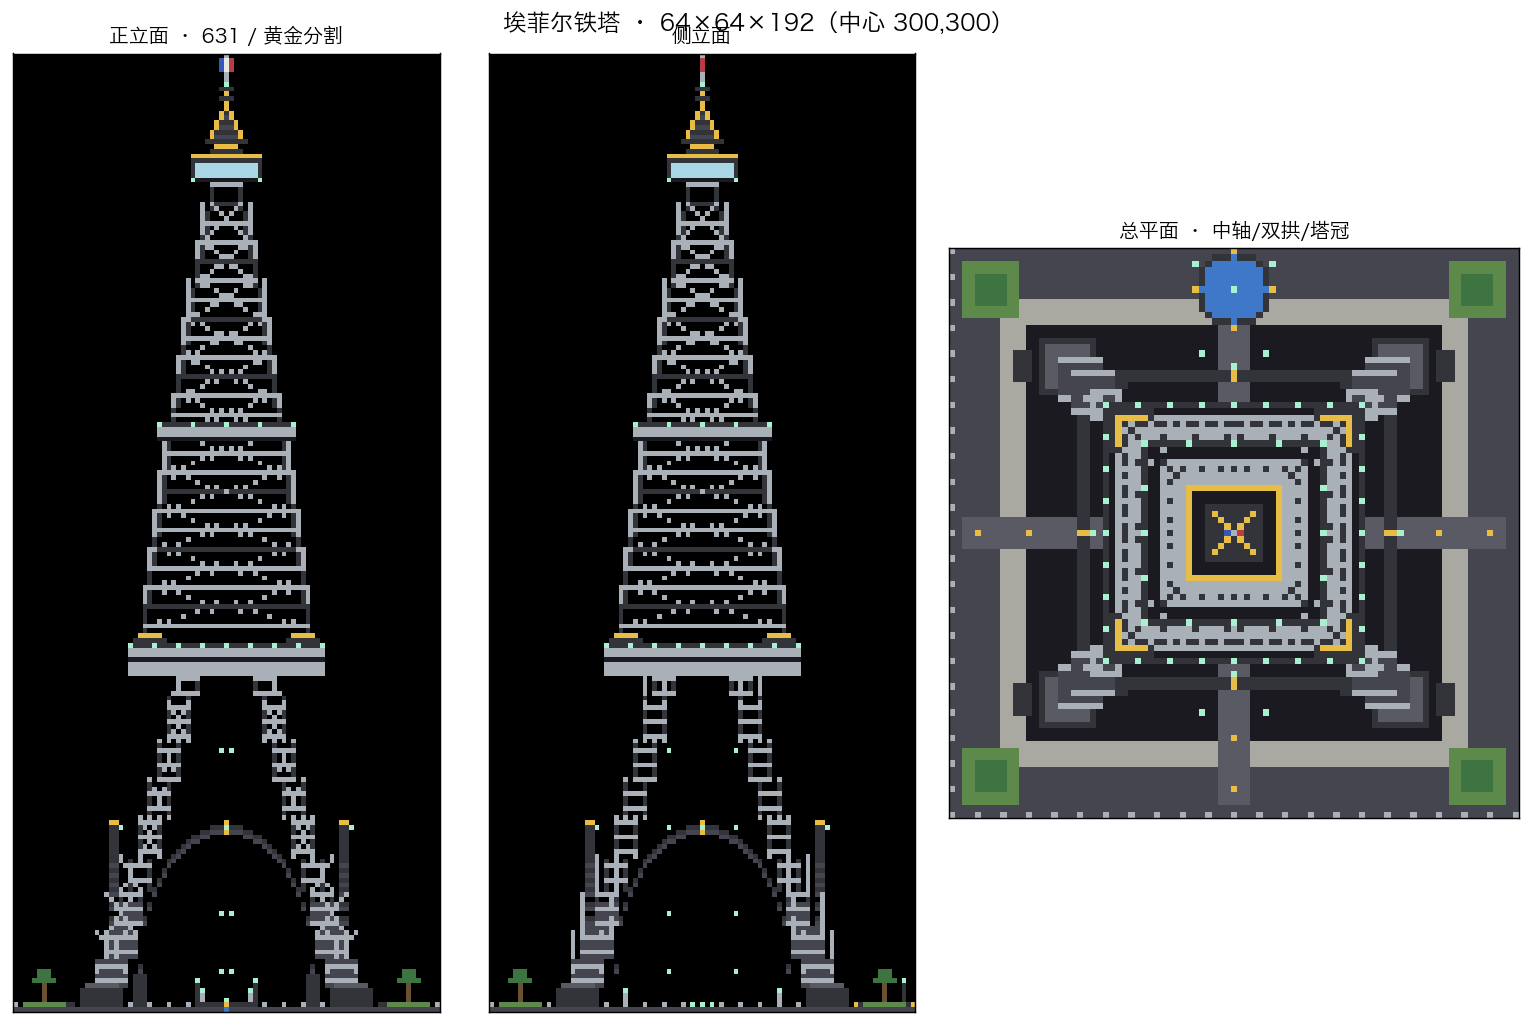 埃菲尔铁塔 · 64×64×192（中心 300,300）
正立面 · 631 / 黄金分割
侧立面
总平面 · 中轴/双拱/塔冠